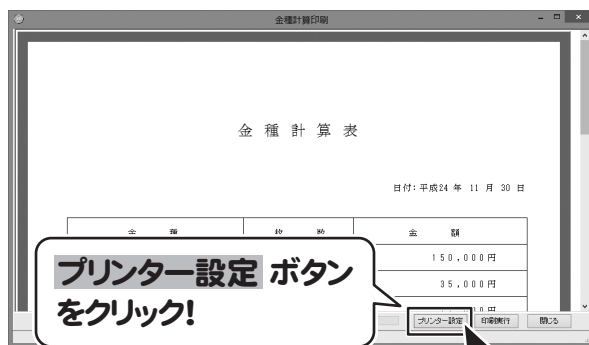 金種計算印刷
金 種 計 算 表
日付:平成24 年 11 月 30 日
金 種 枚 数 金 額
150,000円
35,000円
プリンター設定 ボタン
をクリック!
プリンター設定 印刷実行 閉じる